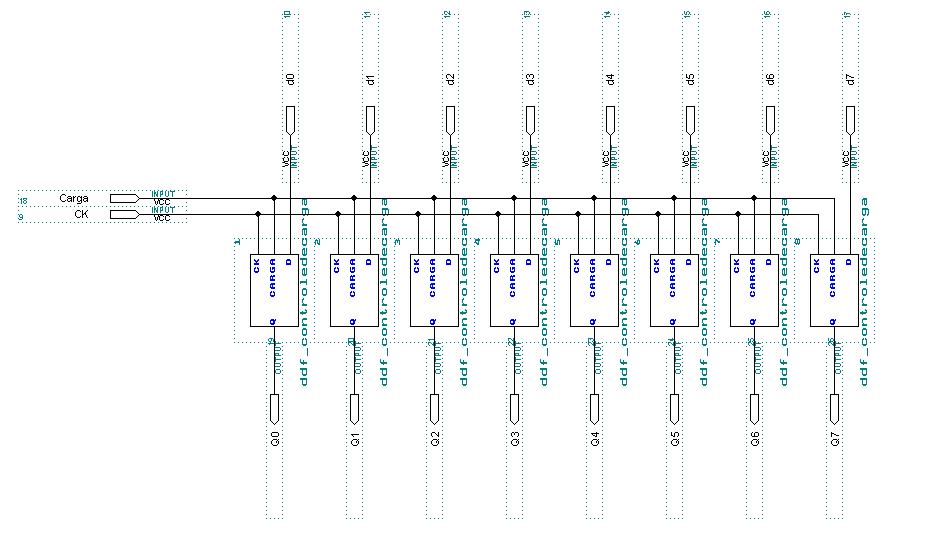 10 11 12 13 14 15 16 17
d0 d1 d2 d3 d4 d5 d6 d7
VCC INPUT VCC INPUT VCC INPUT VCC INPUT VCC INPUT VCC INPUT VCC INPUT VCC INPUT
18 Carga INPUT VCC
9 CK INPUT VCC
1 2 3 4 5 6 7 8
CK CARGA D CK CARGA D CK CARGA D CK CARGA D CK CARGA D CK CARGA D CK CARGA D CK CARGA D
Q Q Q Q Q Q Q Q
ddf_controledecarga ddf_controledecarga ddf_controledecarga ddf_controledecarga ddf_controledecarga ddf_controledecarga ddf_controledecarga ddf_controledecarga
19 20 21 22 23 24 25 26
OUTPUT OUTPUT OUTPUT OUTPUT OUTPUT OUTPUT OUTPUT OUTPUT
Q0 Q1 Q2 Q3 Q4 Q5 Q6 Q7